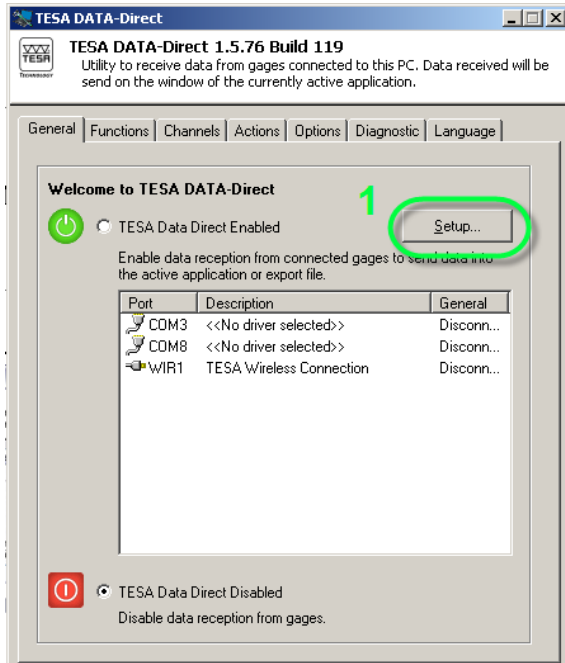 TESA DATA-Direct
TESA
TECHNOLOGY
TESA DATA-Direct 1.5.76 Build 119
Utility to receive data from gages connected to this PC. Data received will be
send on the window of the currently active application.
General Functions Channels Actions Options Diagnostic Language
Welcome to TESA DATA-Direct
1
TESA Data Direct Enabled
Setup...
Enable data reception from connected gages to send data into
the active application or export file.
Port Description General
COM3 <<No driver selected>> Disconn...
COM8 <<No driver selected>> Disconn...
WIR1 TESA Wireless Connection Disconn...
TESA Data Direct Disabled
Disable data reception from gages.